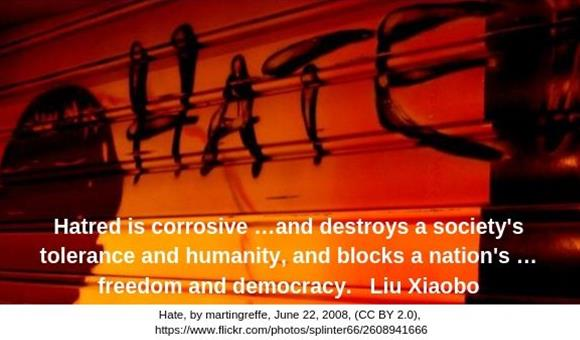 HATE
Hatred is corrosive …and destroys a society's
tolerance and humanity, and blocks a nation's …
freedom and democracy.   Liu Xiaobo
Hate, by martingreffe, June 22, 2008, (CC BY 2.0),
https://www.flickr.com/photos/splinter66/2608941666